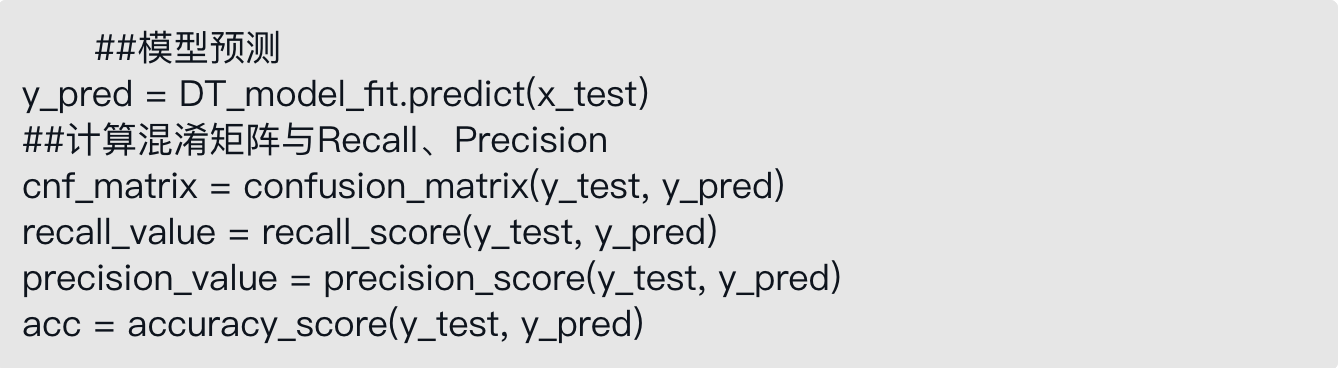 ##模型预测
y_pred = DT_model_fit.predict(x_test)
##计算混淆矩阵与Recall、Precision
cnf_matrix = confusion_matrix(y_test, y_pred)
recall_value = recall_score(y_test, y_pred)
precision_value = precision_score(y_test, y_pred)
acc = accuracy_score(y_test, y_pred)